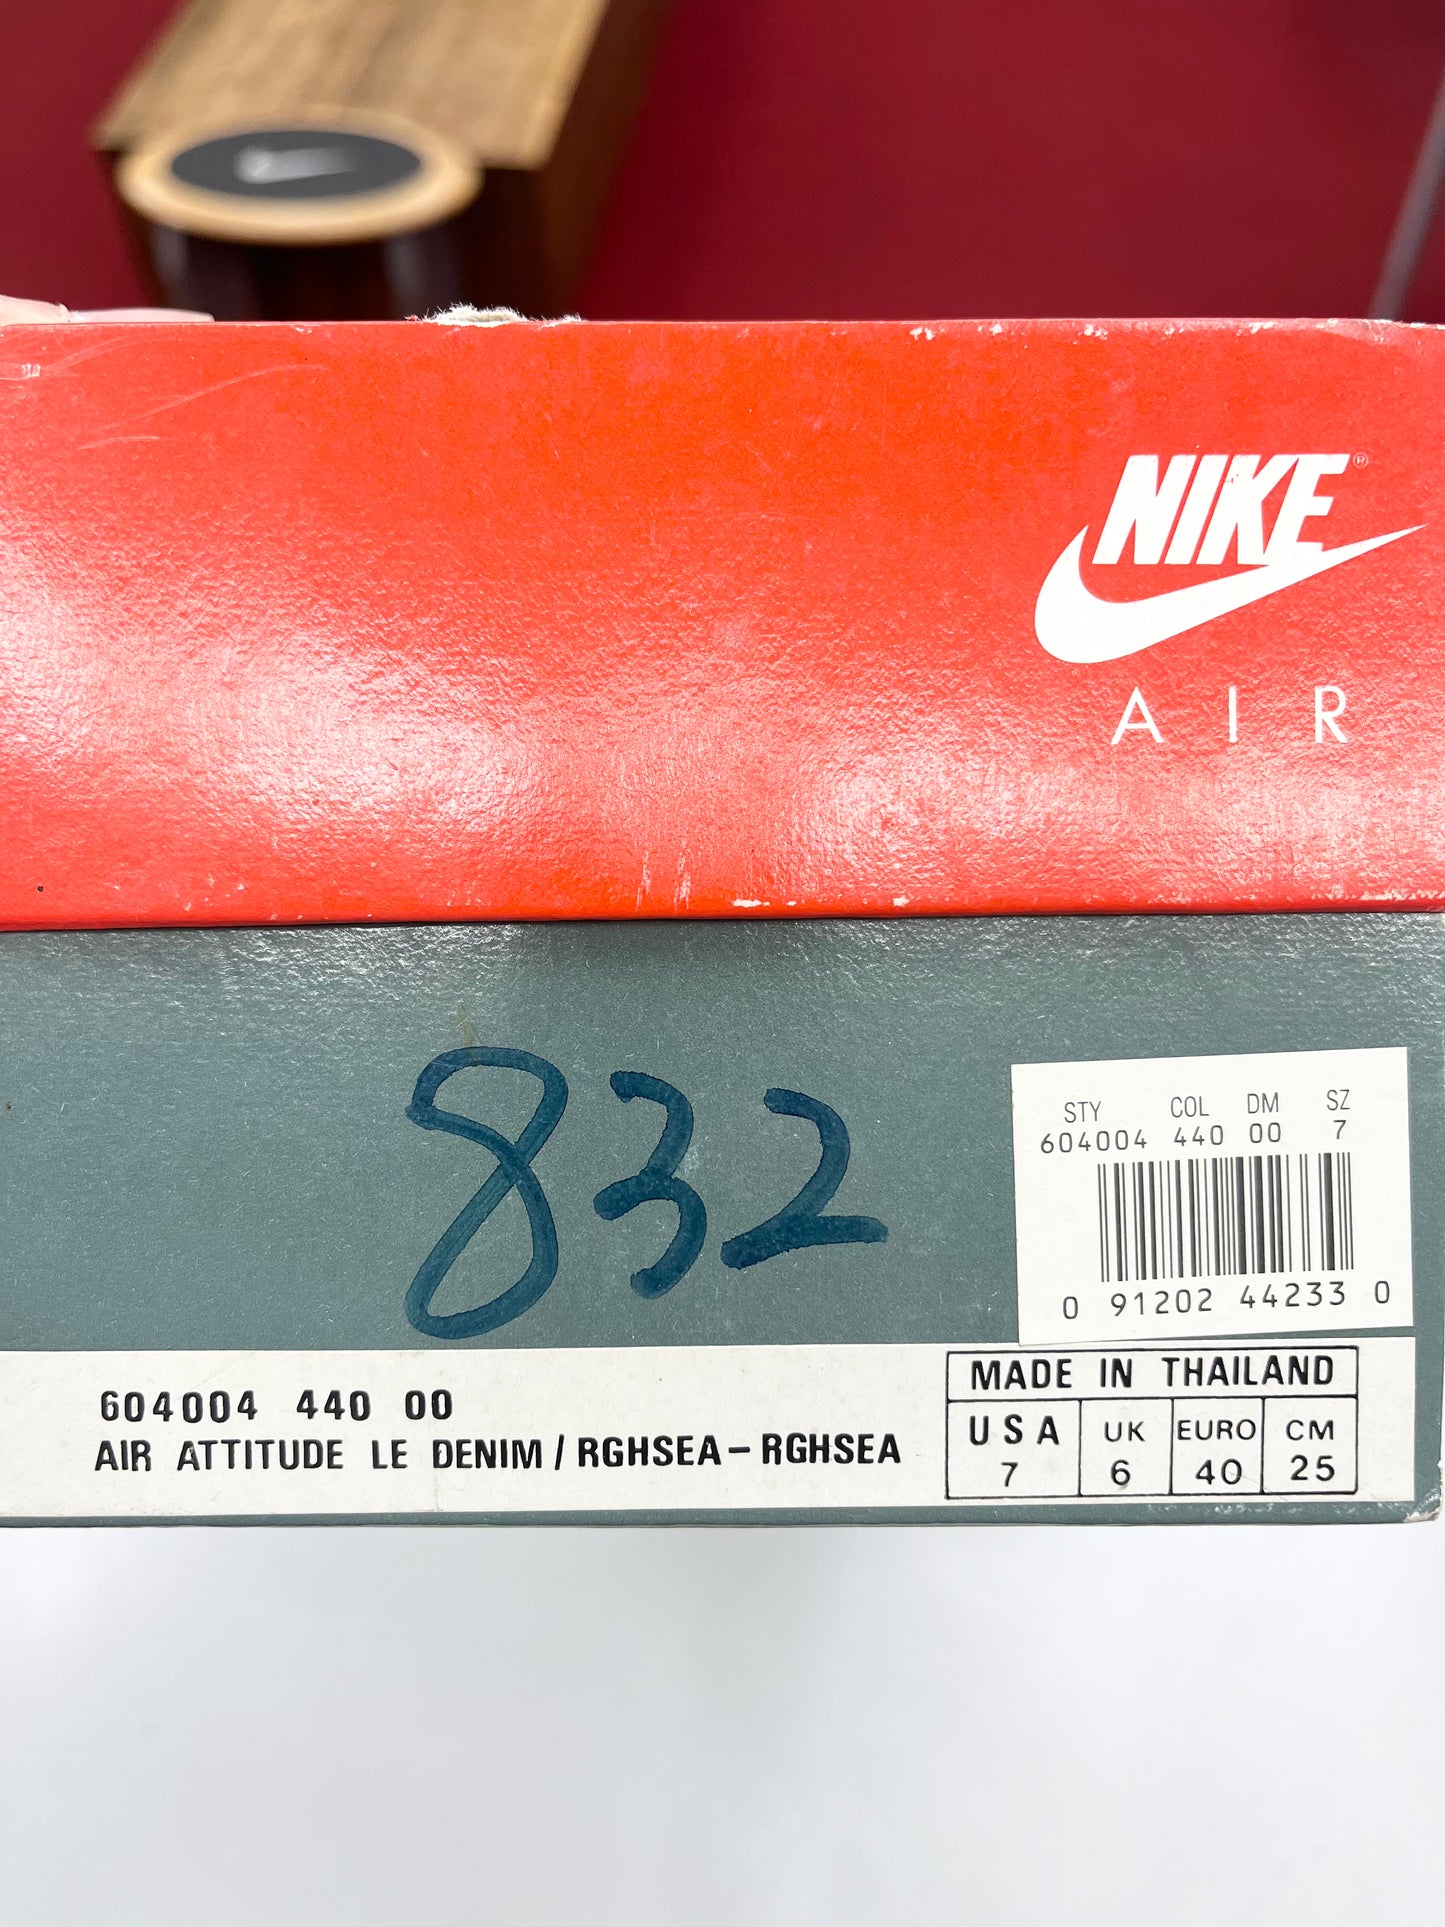 NIKE®
AIR
832
STY COL DM SZ
604004 440 00 7
0 91202 44233 0
604004 440 00
AIR ATTITUDE LE DENIM/RGHSEA-RGHSEA
MADE IN THAILAND
USA UK EURO CM
7 6 40 25